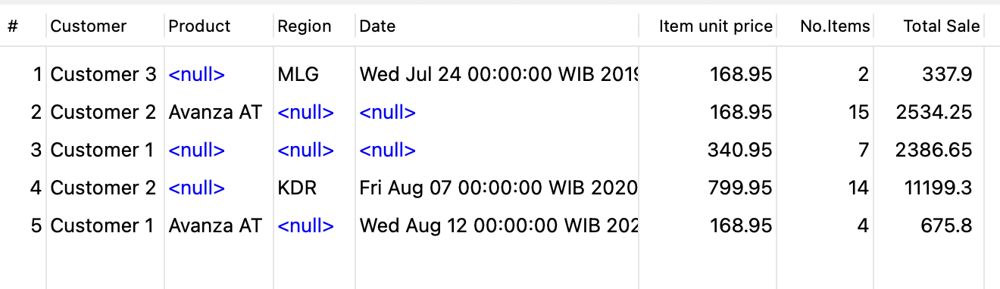 # Customer Product Region Date Item unit price No.Items Total Sale
1 Customer 3 <null> MLG Wed Jul 24 00:00:00 WIB 2019 168.95 2 337.9
2 Customer 2 Avanza AT <null> <null> 168.95 15 2534.25
3 Customer 1 <null> <null> <null> 340.95 7 2386.65
4 Customer 2 <null> KDR Fri Aug 07 00:00:00 WIB 2020 799.95 14 11199.3
5 Customer 1 Avanza AT <null> Wed Aug 12 00:00:00 WIB 202 168.95 4 675.8